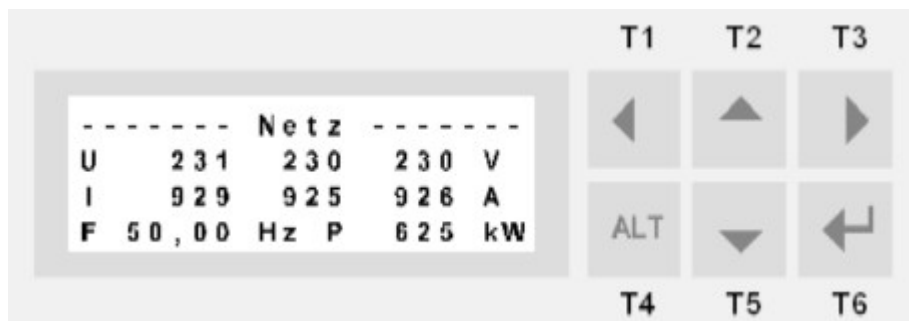 T1 T2 T3
------- Netz -------
U 231 230 230 V
I 929 925 926 A
F 50,00 Hz P 625 kW
ALT
T4 T5 T6